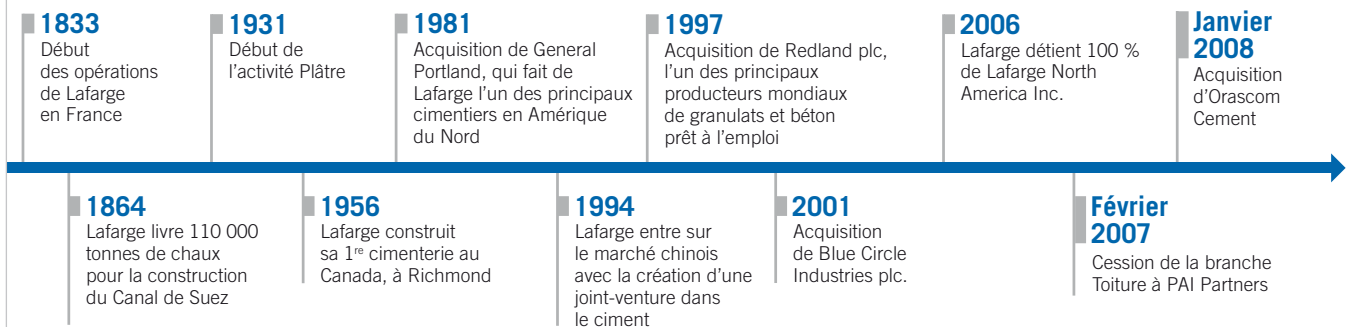 1833
Début
des opérations
de Lafarge
en France
1931
Début de
l'activité Plâtre
1981
Acquisition de General
Portland, qui fait de
Lafarge l'un des principaux
cimentiers en Amérique
du Nord
1997
Acquisition de Redland plc,
l'un des principaux
producteurs mondiaux
de granulats et béton
prêt à l'emploi
2006
Lafarge détient 100 %
de Lafarge North
America Inc.
Janvier
2008
Acquisition
d'Orascom
Cement
1864
Lafarge livre 110 000
tonnes de chaux
pour la construction
du Canal de Suez
1956
Lafarge construit
sa 1re cimenterie au
Canada, à Richmond
1994
Lafarge entre sur
le marché chinois
avec la création d'une
joint-venture dans
le ciment
2001
Acquisition
de Blue Circle
Industries plc.
Février
2007
Cession de la branche
Toiture à PAI Partners